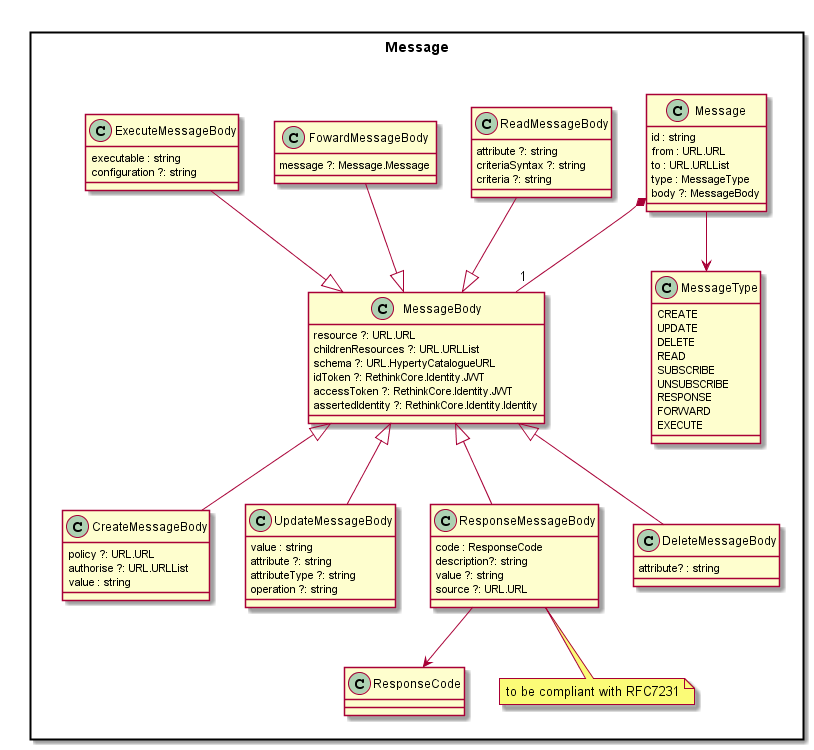 Message
C ExecuteMessageBody
executable : string
configuration ?: string
C FowardMessageBody
message ?: Message.Message
C ReadMessageBody
attribute ?: string
criteriaSyntax ?: string
criteria ?: string
C Message
id : string
from : URL.URL
to : URL.URLList
type : MessageType
body ?: MessageBody
1
C MessageBody
resource ?: URL.URL
childrenResources ?: URL.URLList
schema ?: URL.HypertyCatalogueURL
idToken ?: RethinkCore.Identity.JWT
accessToken ?: RethinkCore.Identity.JWT
assertedIdentity ?: RethinkCore.Identity.Identity
C MessageType
CREATE
UPDATE
DELETE
READ
SUBSCRIBE
UNSUBSCRIBE
RESPONSE
FORWARD
EXECUTE
C CreateMessageBody
policy ?: URL.URL
authorise ?: URL.URLList
value : string
C UpdateMessageBody
value : string
attribute ?: string
attributeType ?: string
operation ?: string
C ResponseMessageBody
code : ResponseCode
description?: string
value ?: string
source ?: URL.URL
C DeleteMessageBody
attribute? : string
C ResponseCode
to be compliant with RFC7231